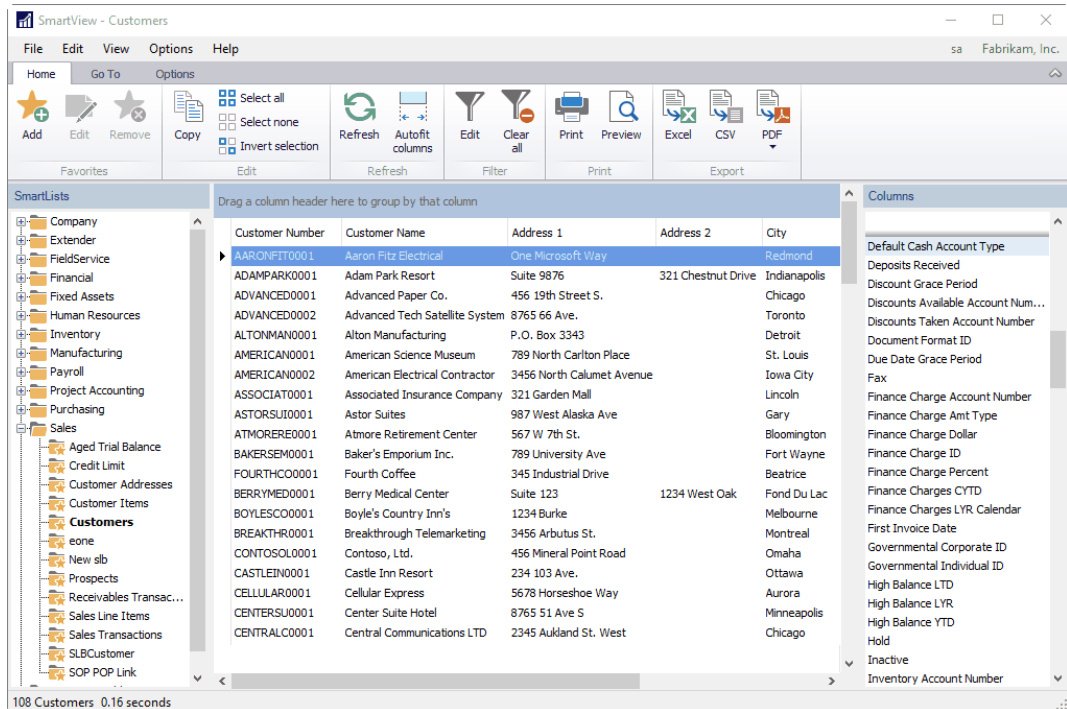 SmartView - Customers
File Edit View Options Help sa Fabrikam, Inc.
Home Go To Options
Add Edit Remove Copy Select all Select none Invert selection Refresh Autofit columns Edit Clear all Print Preview Excel CSV PDF
Favorites Edit Refresh Filter Print Export
SmartLists
Company
Extender
FieldService
Financial
Fixed Assets
Human Resources
Inventory
Manufacturing
Payroll
Project Accounting
Purchasing
Sales
Aged Trial Balance
Credit Limit
Customer Addresses
Customer Items
Customers
eone
New slb
Prospects
Receivables Transac...
Sales Line Items
Sales Transactions
SLBCustomer
SOP POP Link
Drag a column header here to group by that column
Customer Number Customer Name Address 1 Address 2 City
AARONFIT0001 Aaron Fitz Electrical One Microsoft Way Redmond
ADAMPARK0001 Adam Park Resort Suite 9876 321 Chestnut Drive Indianapolis
ADVANCED0001 Advanced Paper Co. 456 19th Street S. Chicago
ADVANCED0002 Advanced Tech Satellite System 8765 66 Ave. Toronto
ALTONMAN0001 Alton Manufacturing P.O. Box 3343 Detroit
AMERICAN0001 American Science Museum 789 North Carlton Place St. Louis
AMERICAN0002 American Electrical Contractor 3456 North Calumet Avenue Iowa City
ASSOCIAT0001 Associated Insurance Company 321 Garden Mall Lincoln
ASTORSUI0001 Astor Suites 987 West Alaska Ave Gary
ATMORERE0001 Atmore Retirement Center 567 W 7th St. Bloomington
BAKERSEM0001 Baker's Emporium Inc. 789 University Ave Fort Wayne
FOURTHCO0001 Fourth Coffee 345 Industrial Drive Beatrice
BERRYMED0001 Berry Medical Center Suite 123 1234 West Oak Fond Du Lac
BOYLESCO0001 Boyle's Country Inn's 1234 Burke Melbourne
BREAKTHR0001 Breakthrough Telemarketing 3456 Arbutus St. Montreal
CONTOSOL0001 Contoso, Ltd. 456 Mineral Point Road Omaha
CASTLEIN0001 Castle Inn Resort 234 103 Ave. Ottawa
CELLULAR0001 Cellular Express 5678 Horseshoe Way Aurora
CENTERSU0001 Center Suite Hotel 8765 51 Ave S Minneapolis
CENTRALC0001 Central Communications LTD 2345 Aukland St. West Chicago
Columns
Default Cash Account Type
Deposits Received
Discount Grace Period
Discounts Available Account Num...
Discounts Taken Account Number
Document Format ID
Due Date Grace Period
Fax
Finance Charge Account Number
Finance Charge Amt Type
Finance Charge Dollar
Finance Charge ID
Finance Charge Percent
Finance Charges CYTD
Finance Charges LYR Calendar
First Invoice Date
Governmental Corporate ID
Governmental Individual ID
High Balance LTD
High Balance LYR
High Balance YTD
Hold
Inactive
Inventory Account Number
108 Customers 0.16 seconds